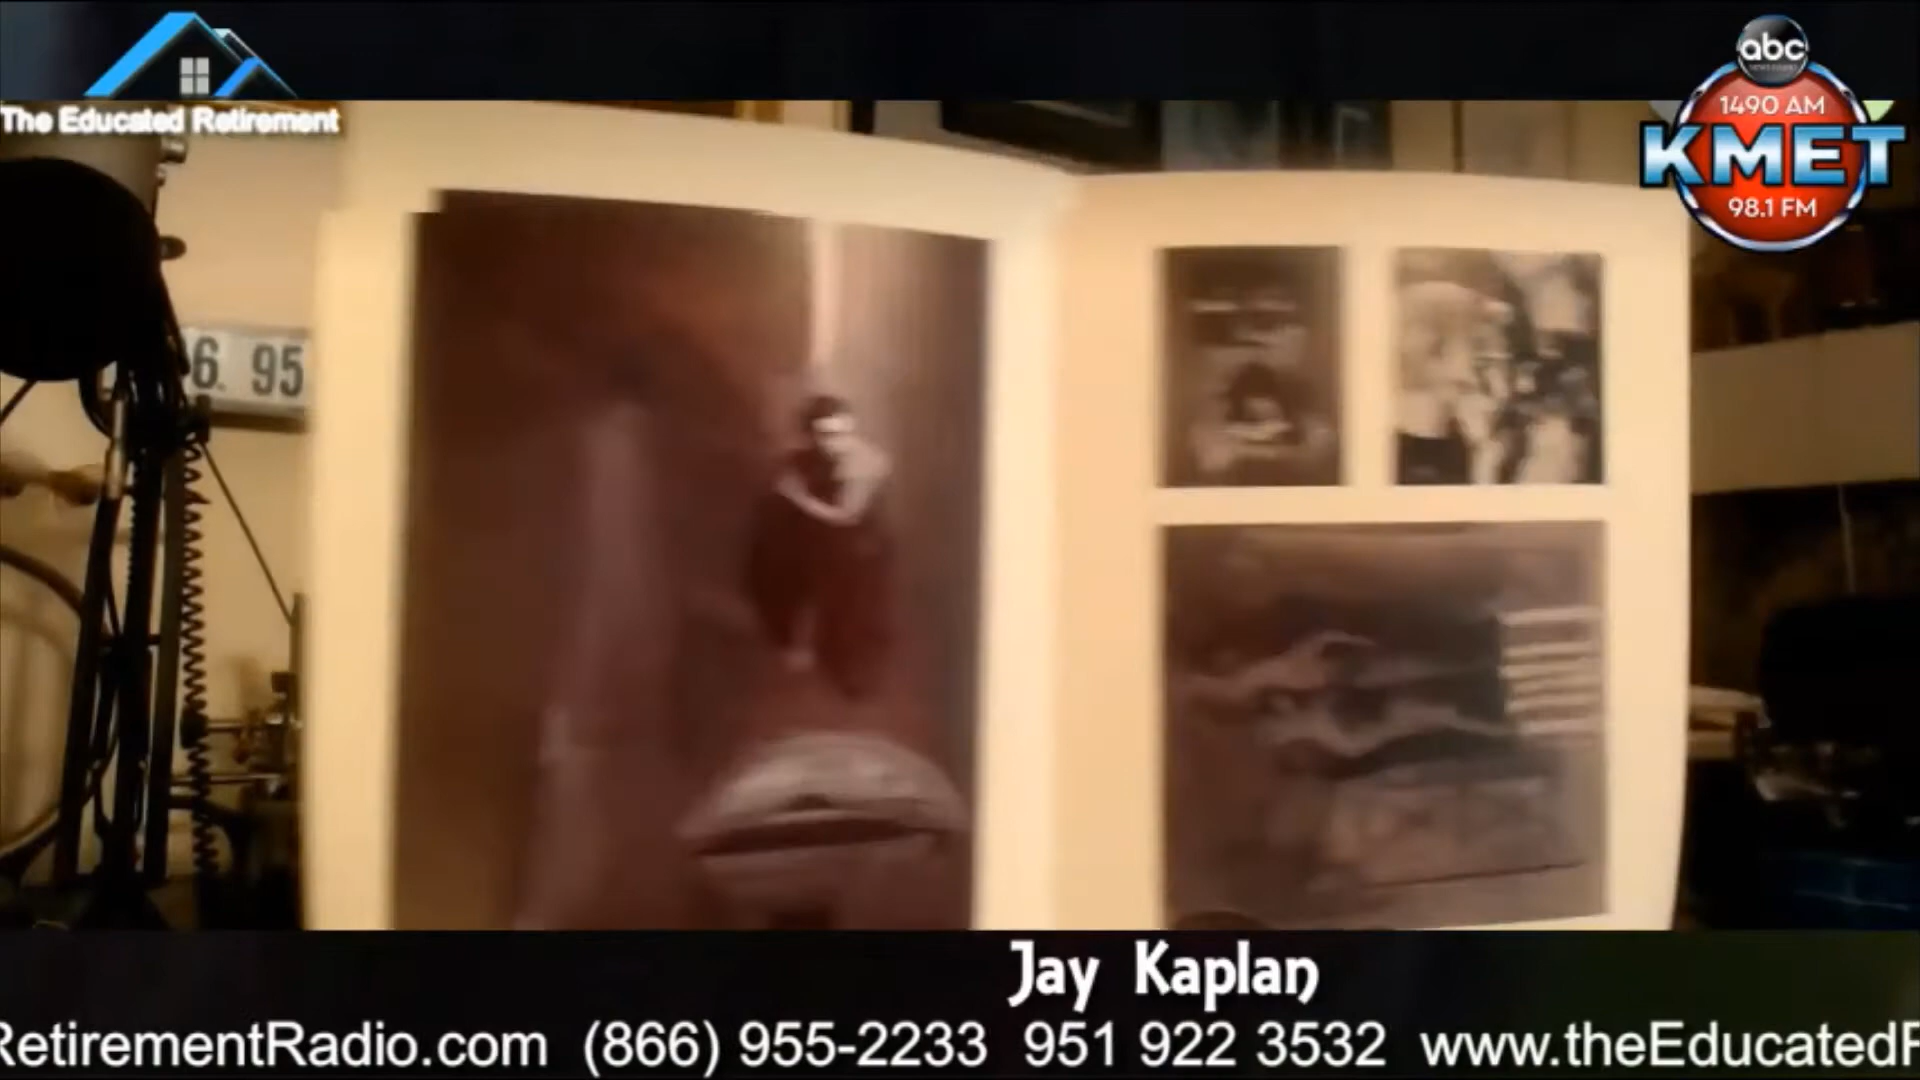 The Educated Retirement
abc
1490 AM
KMET
98.1 FM
6. 95
Jay Kaplan
RetirementRadio.com (866) 955-2233 951 922 3532 www.theEducated